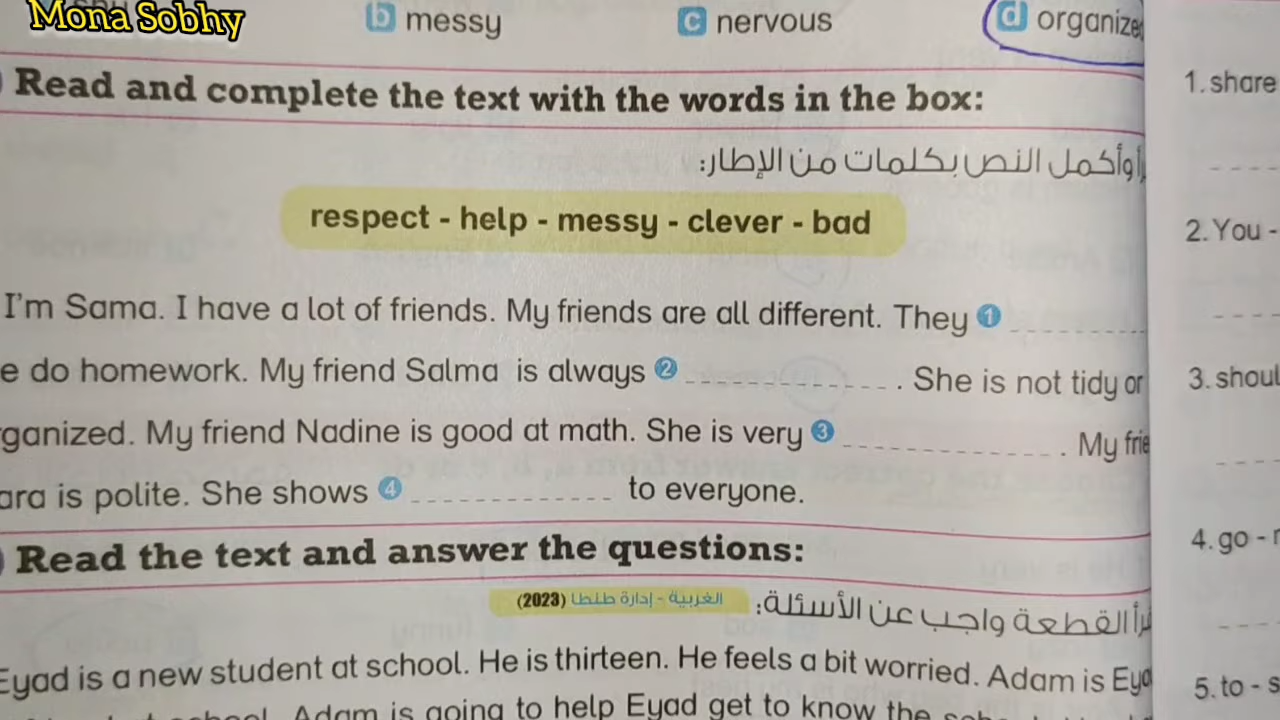 Mona Sobhy
b messy c nervous d organize
Read and complete the text with the words in the box:
وأكمل النص بكلمات من الإطار:
respect - help - messy - clever - bad
I'm Sama. I have a lot of friends. My friends are all different. They 1
e do homework. My friend Salma is always 2 . She is not tidy or
ganized. My friend Nadine is good at math. She is very 3 . My frie
ara is polite. She shows 4 to everyone.
Read the text and answer the questions:
الغربية - إدارة طنطا (2023)
القطعة واجب عن الأسئلة:
Eyad is a new student at school. He is thirteen. He feels a bit worried. Adam is Eya
Adam is going to help Eyad get to know the
1. share
2. You -
3. shoul
4. go -
5. to - s